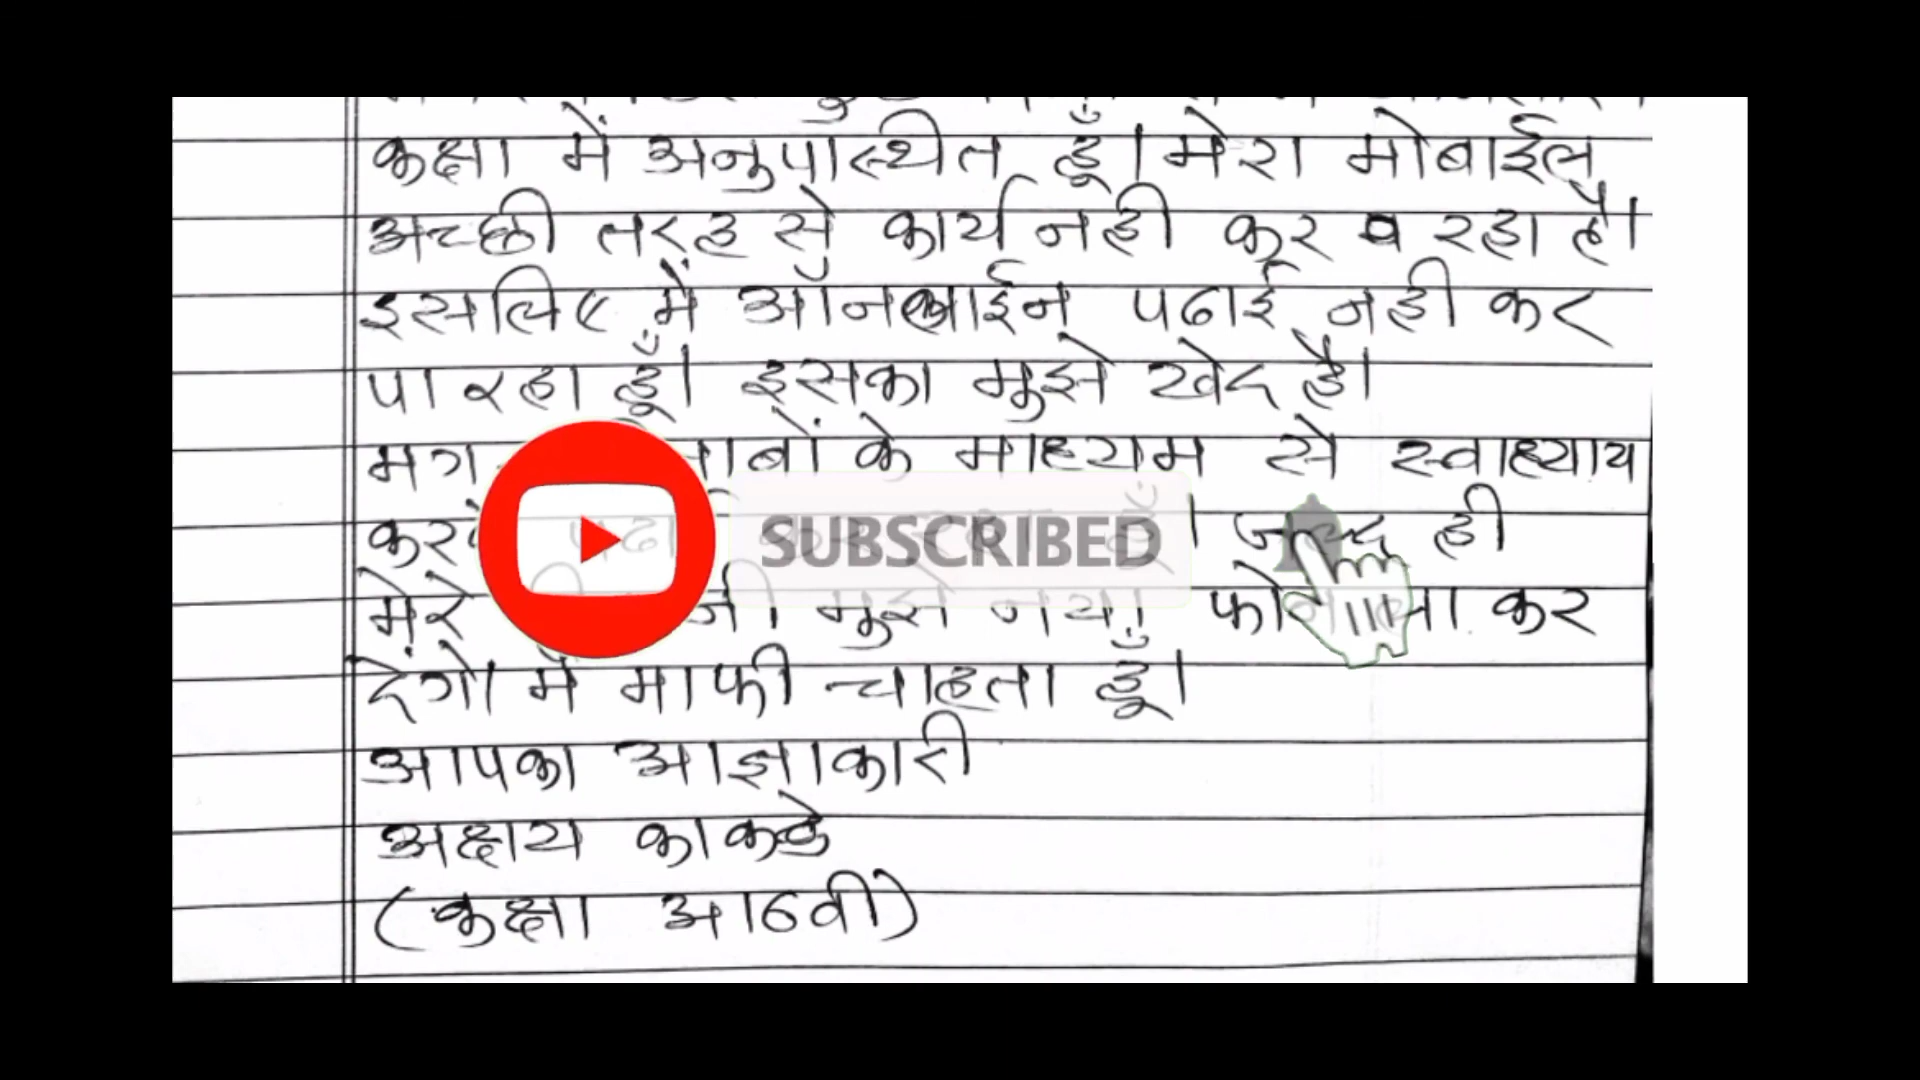 कक्षा में अनुपस्थित हूँ। मेरा मोबाईल
अच्छी तरह से कार्य नही कर रहा है।
इसलिए में ऑनलाईन पढाई नही कर
पा रहा हूँ। इसका मुझे खेद है।
के माध्यम से स्वाध्याय
SUBSCRIBED
जल्द ही
मेरे मुझे नया कर
देंगे। में माफी चाहता हूँ।
आपका आज्ञाकारी
अक्षय काकडे
(कक्षा आठवी)